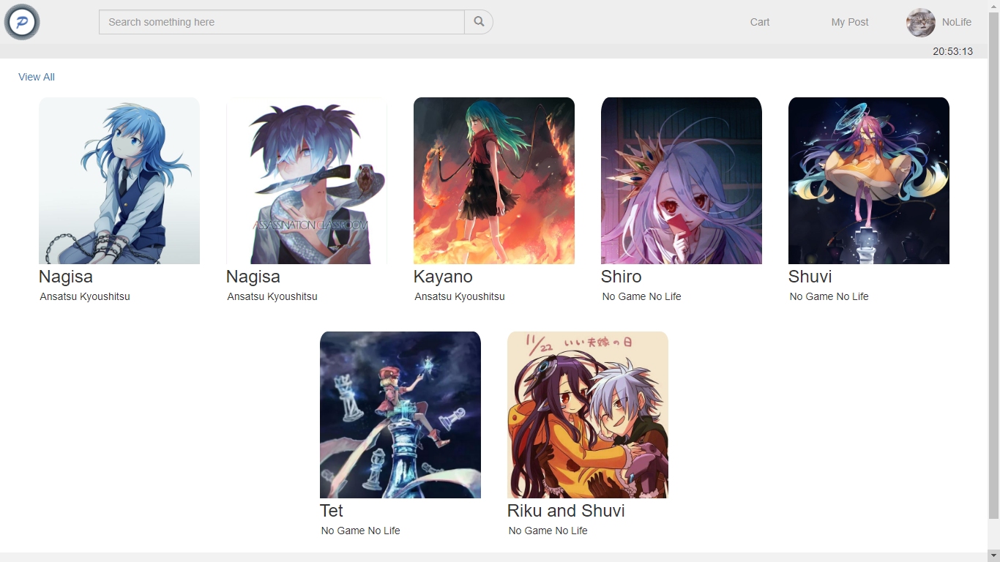 P
Search something here
Cart
My Post
NoLife
20:53:13
View All
ASSASSINATION CLASSROOM
Nagisa
Ansatsu Kyoushitsu
Nagisa
Ansatsu Kyoushitsu
Kayano
Ansatsu Kyoushitsu
Shiro
No Game No Life
Shuvi
No Game No Life
11/22 いい夫嫁の日
Tet
No Game No Life
Riku and Shuvi
No Game No Life